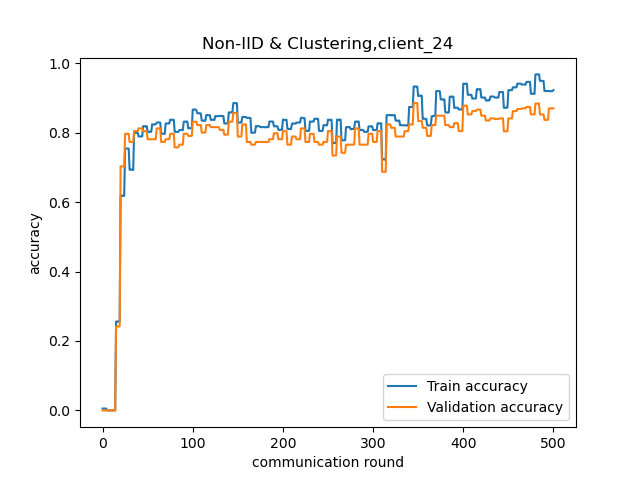 Non-IID & Clustering,client_24
1.0
0.8
0.6
0.4
0.2
0.0
accuracy
Train accuracy
Validation accuracy
0 100 200 300 400 500
communication round